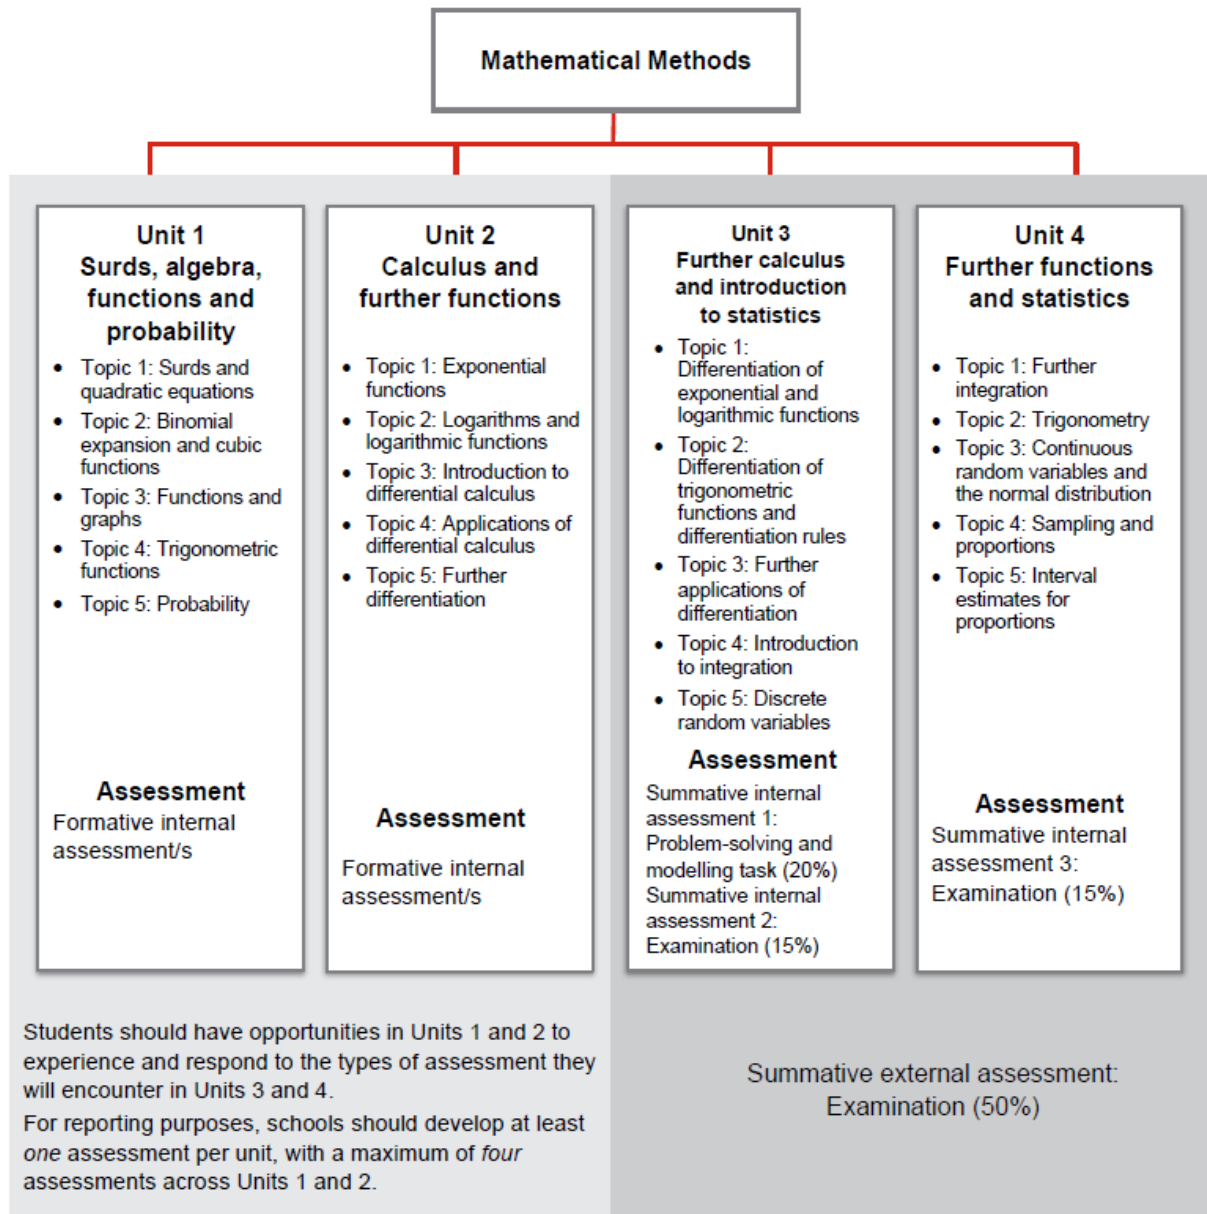 Mathematical Methods
Unit 1
Surds, algebra,
functions and
probability
• Topic 1: Surds and
quadratic equations
• Topic 2: Binomial
expansion and cubic
functions
• Topic 3: Functions and
graphs
• Topic 4: Trigonometric
functions
• Topic 5: Probability
Assessment
Formative internal
assessment/s
Unit 2
Calculus and
further functions
• Topic 1: Exponential
functions
• Topic 2: Logarithms and
logarithmic functions
• Topic 3: Introduction to
differential calculus
• Topic 4: Applications of
differential calculus
• Topic 5: Further
differentiation
Assessment
Formative internal
assessment/s
Unit 3
Further calculus
and introduction
to statistics
• Topic 1:
Differentiation of
exponential and
logarithmic functions
• Topic 2:
Differentiation of
trigonometric
functions and
differentiation rules
• Topic 3: Further
applications of
differentiation
• Topic 4: Introduction
to integration
• Topic 5: Discrete
random variables
Assessment
Summative internal
assessment 1:
Problem-solving and
modelling task (20%)
Summative internal
assessment 2:
Examination (15%)
Unit 4
Further functions
and statistics
• Topic 1: Further
integration
• Topic 2: Trigonometry
• Topic 3: Continuous
random variables and
the normal distribution
• Topic 4: Sampling and
proportions
• Topic 5: Interval
estimates for
proportions
Assessment
Summative internal
assessment 3:
Examination (15%)
Students should have opportunities in Units 1 and 2 to
experience and respond to the types of assessment they
will encounter in Units 3 and 4.
For reporting purposes, schools should develop at least
one assessment per unit, with a maximum of four
assessments across Units 1 and 2.
Summative external assessment:
Examination (50%)